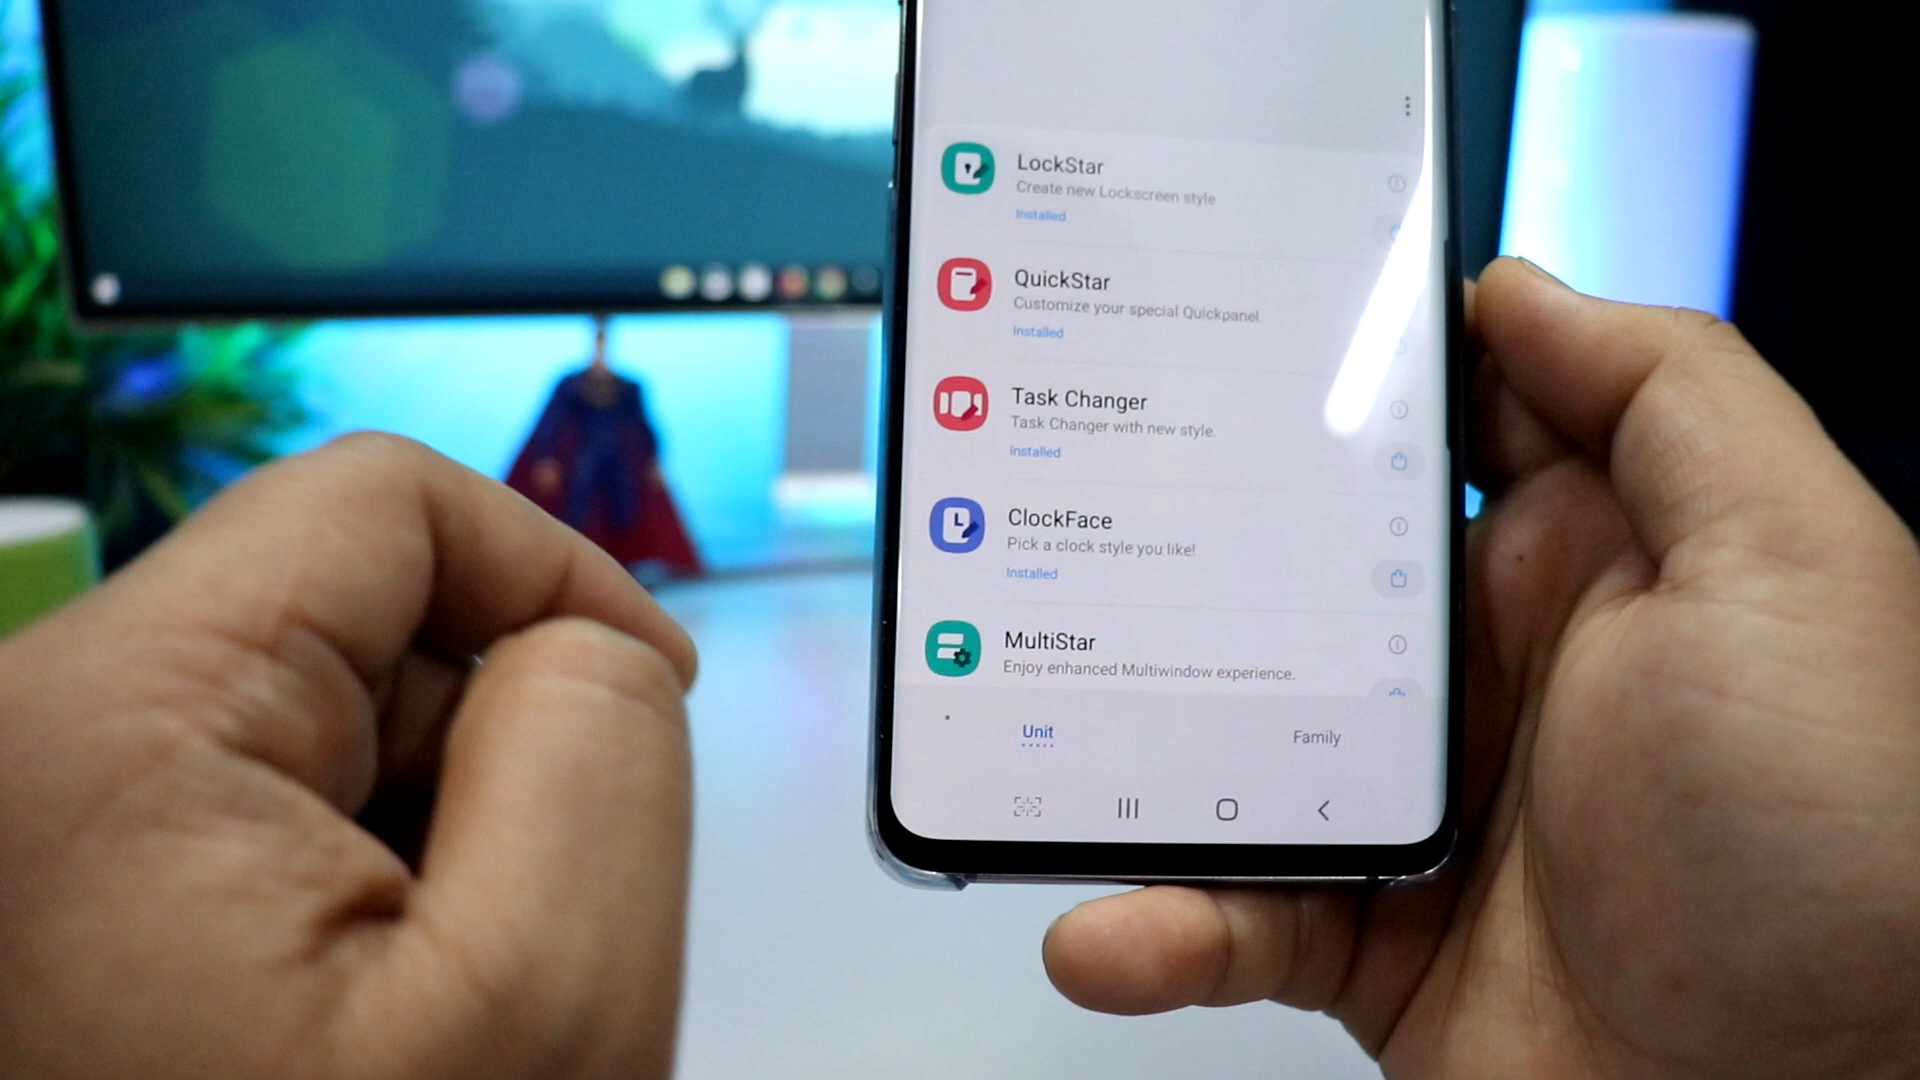 LockStar
Create new Lockscreen style
Installed
QuickStar
Customize your special Quickpanel.
Installed
Task Changer
Task Changer with new style.
Installed
ClockFace
Pick a clock style you like!
Installed
MultiStar
Enjoy enhanced Multiwindow experience.
Unit
Family